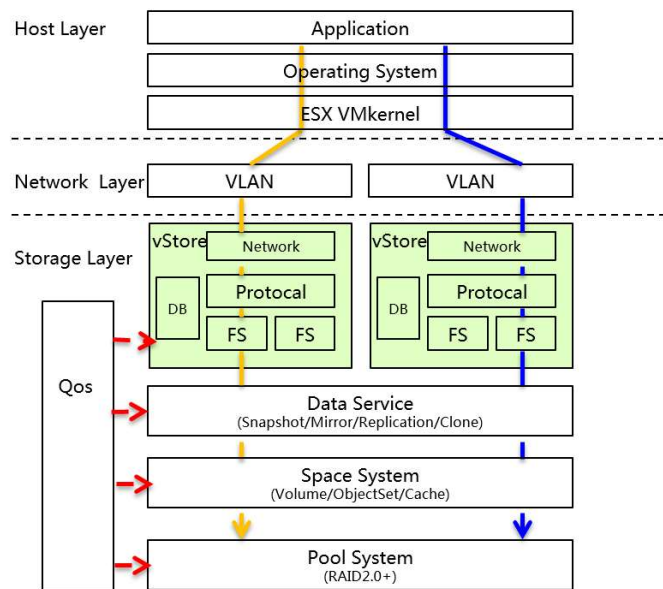 Host Layer
Application
Operating System
ESX VMkernel
Network Layer
VLAN
VLAN
Storage Layer
vStore
Network
DB
Protocal
FS
FS
vStore
Network
DB
Protocal
FS
FS
Qos
Data Service
(Snapshot/Mirror/Replication/Clone)
Space System
(Volume/ObjectSet/Cache)
Pool System
(RAID2.0+)